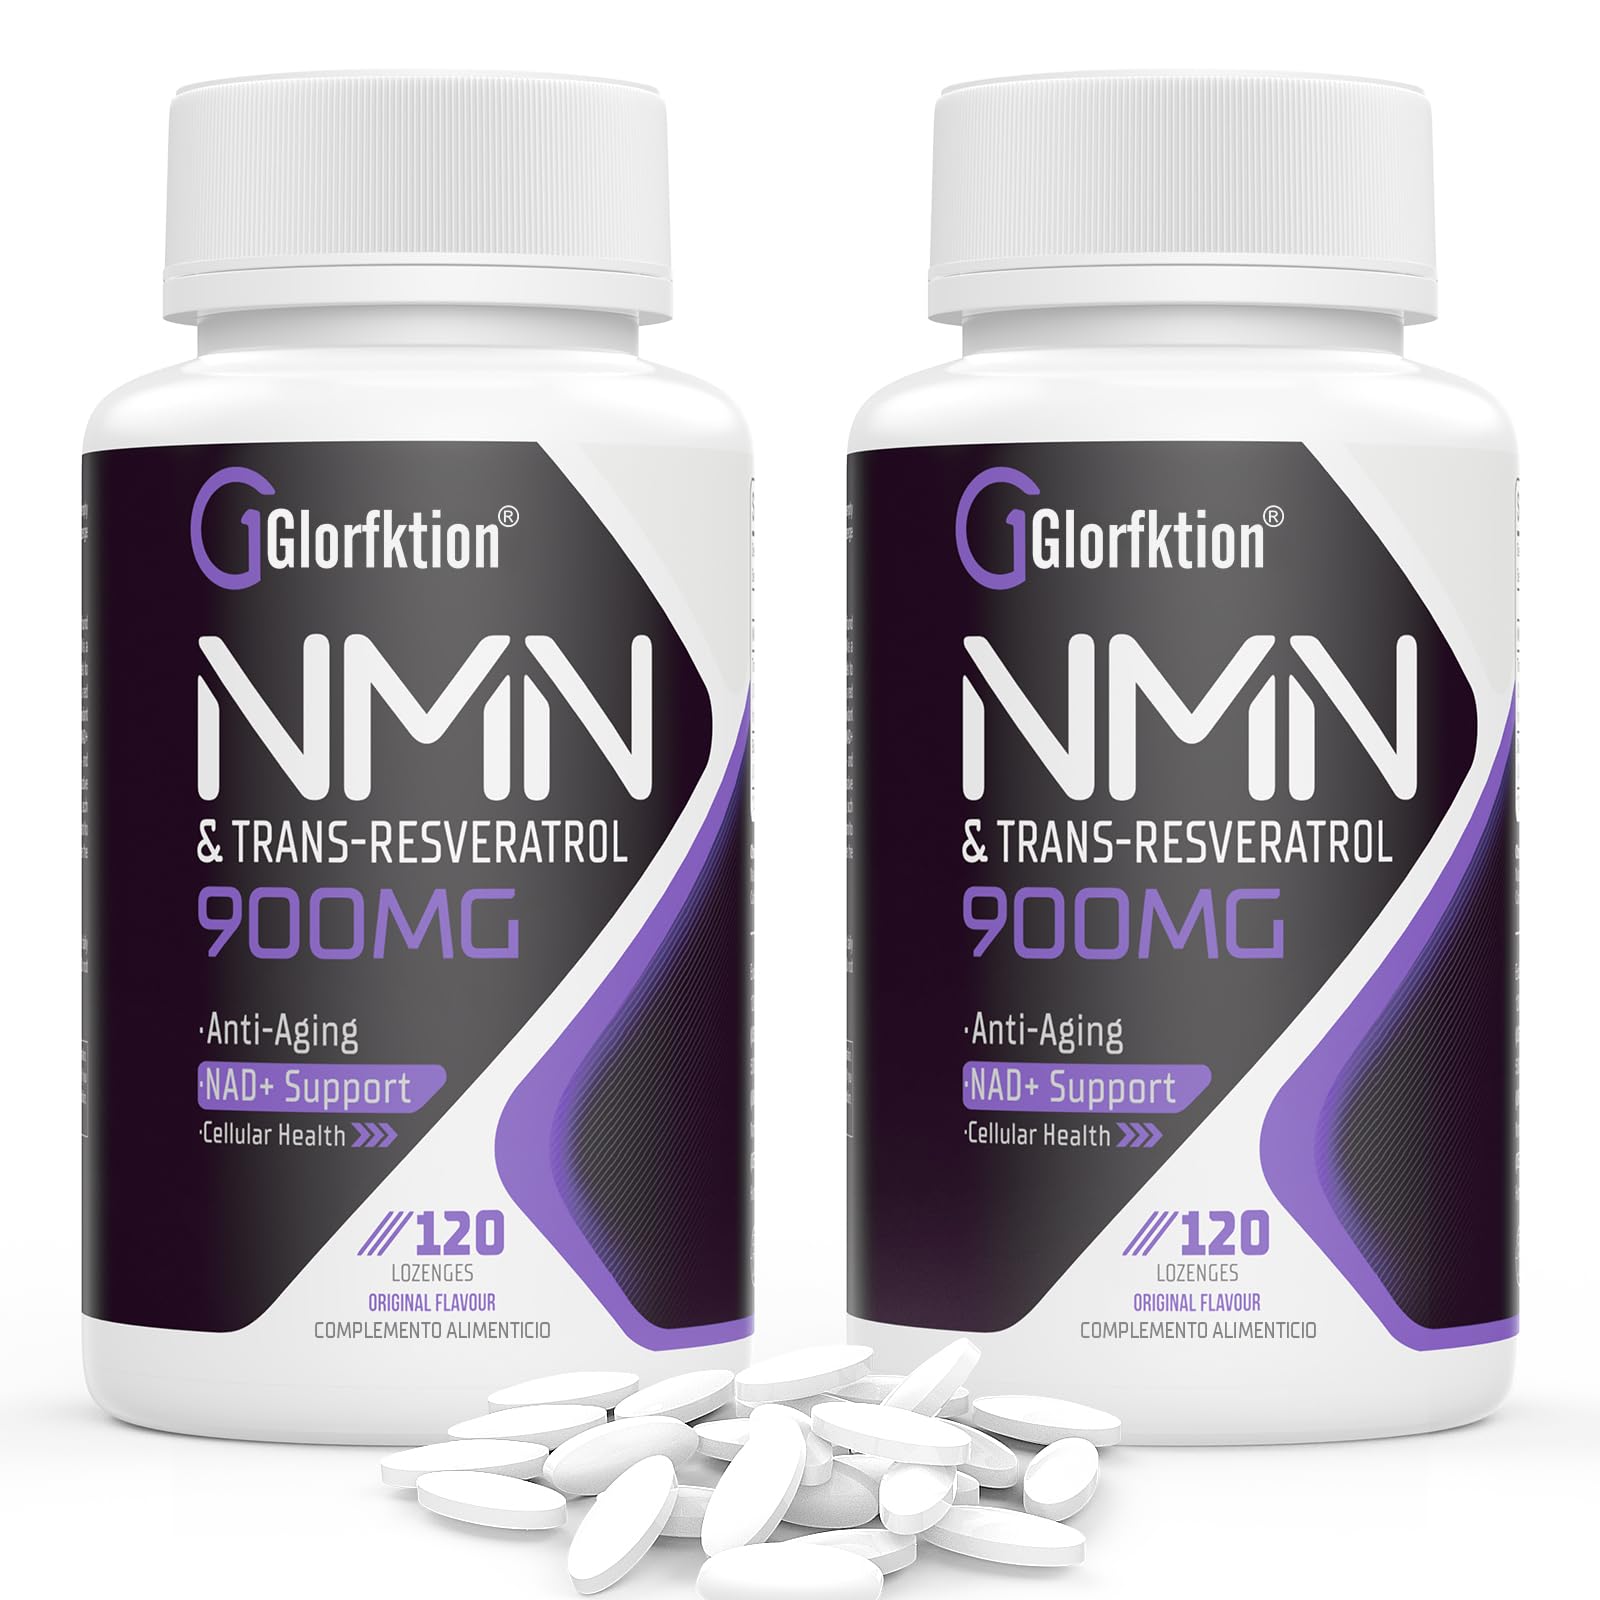 Glorfktion®
NMN
& TRANS-RESVERATROL
900MG
·Anti-Aging
·NAD+ Support
·Cellular Health
120
LOZENGES
ORIGINAL FLAVOUR
COMPLEMENTO ALIMENTICIO
Glorfktion®
NMN
& TRANS-RESVERATROL
900MG
·Anti-Aging
·NAD+ Support
·Cellular Health
120
LOZENGES
ORIGINAL FLAVOUR
COMPLEMENTO ALIMENTICIO